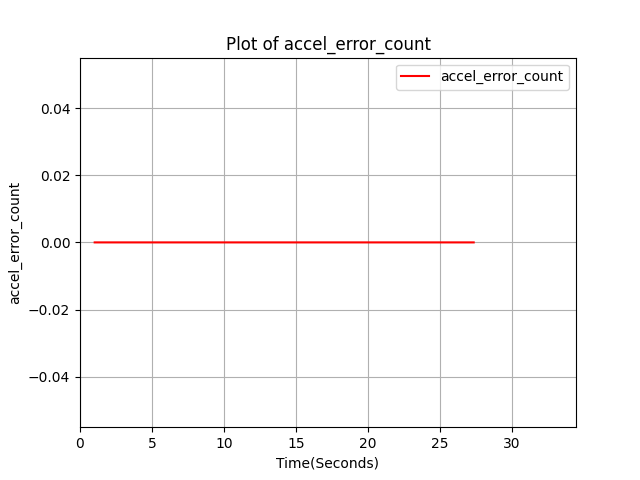 Plot of accel_error_count
accel_error_count
0.04
0.02
0.00
−0.02
−0.04
accel_error_count
0 5 10 15 20 25 30
Time(Seconds)